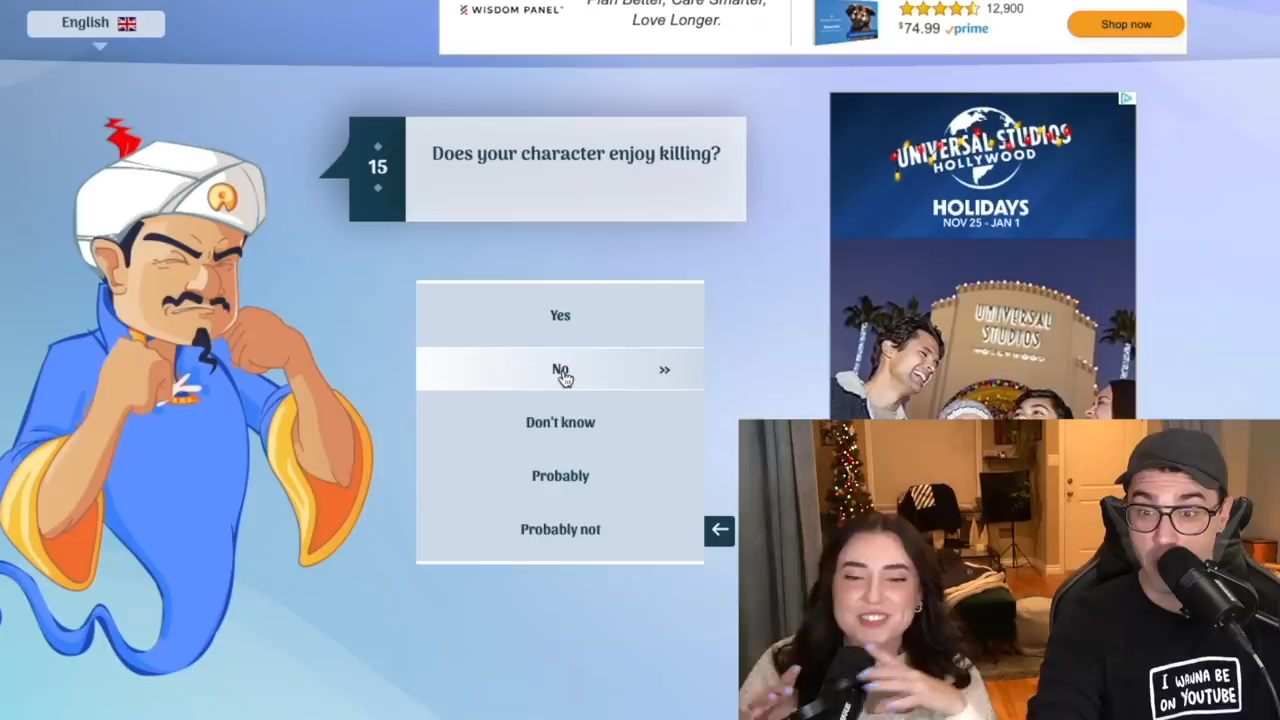 English
WISDOM PANEL
Plan Better, Care Smarter,
Love Longer.
12,900
$74.99 prime
Shop now
15
Does your character enjoy killing?
Yes
No
Don't know
Probably
Probably not
UNIVERSAL STUDIOS
HOLLYWOOD
HOLIDAYS
NOV 25 - JAN 1
UNIVERSAL
STUDIOS
HOLLYWOOD
I WANNA BE
ON YOUTUBE